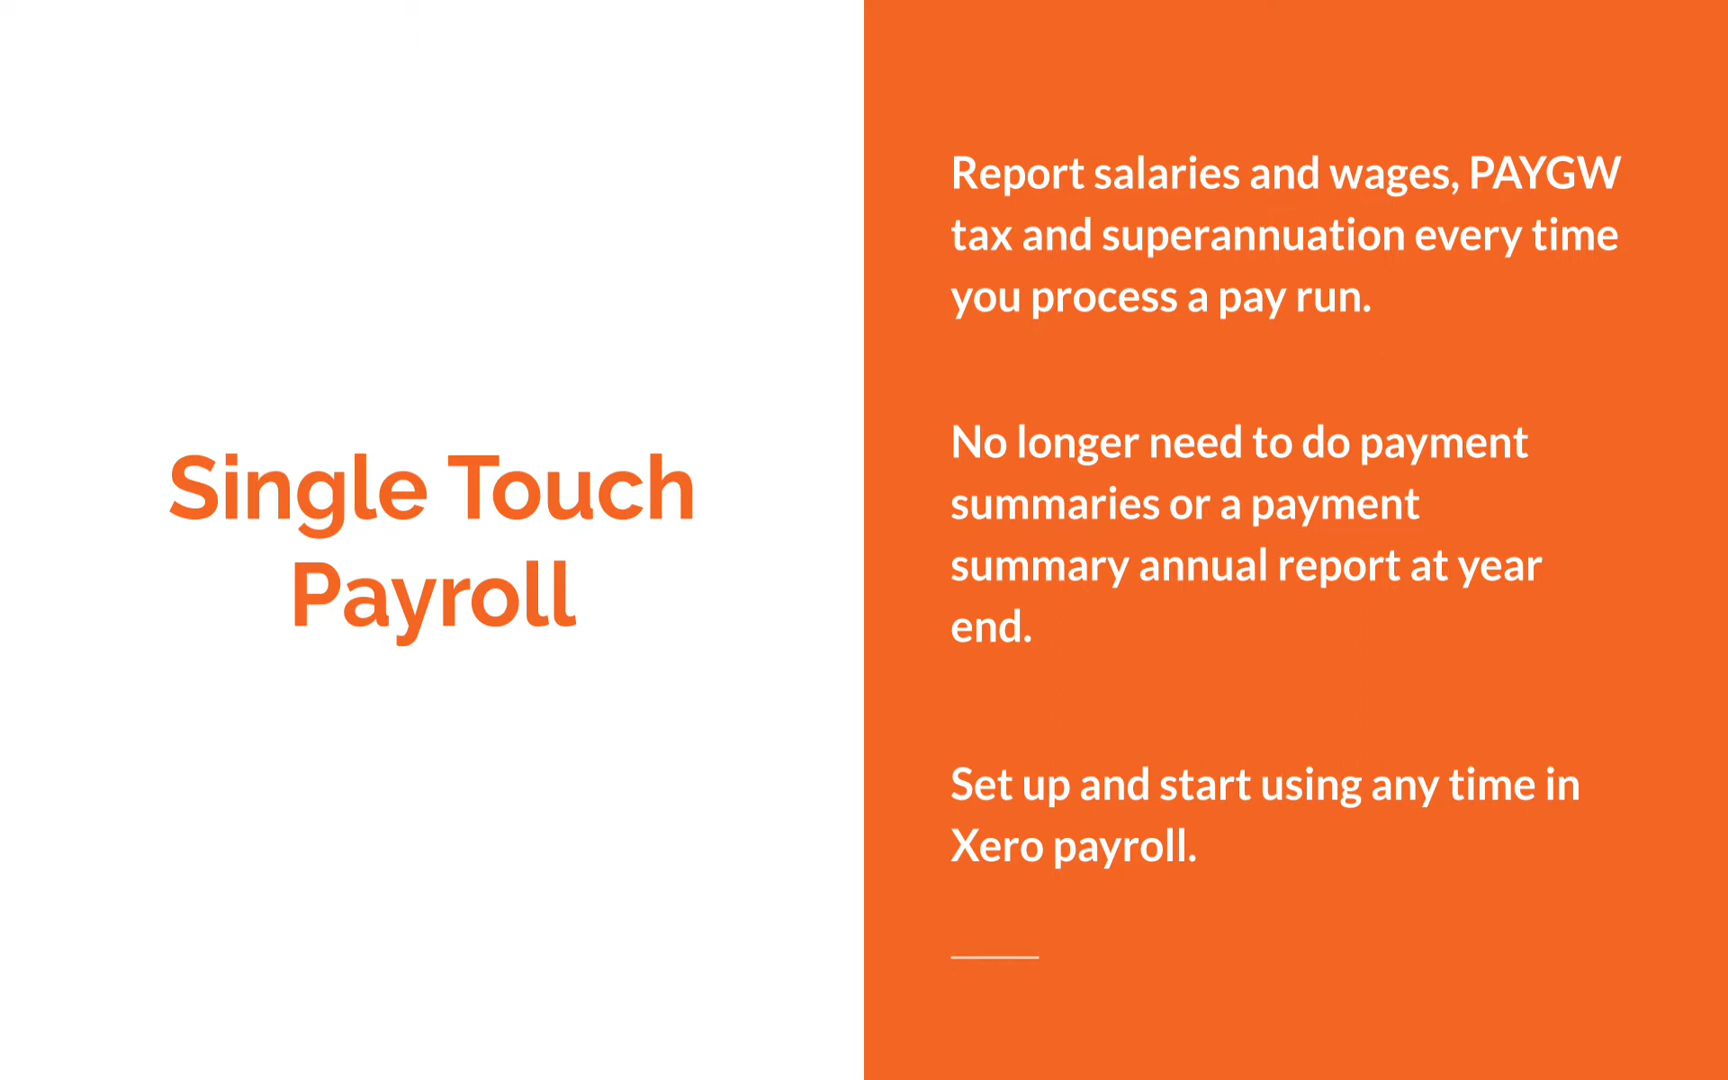 Single Touch
Payroll
Report salaries and wages, PAYGW
tax and superannuation every time
you process a pay run.
No longer need to do payment
summaries or a payment
summary annual report at year
end.
Set up and start using any time in
Xero payroll.